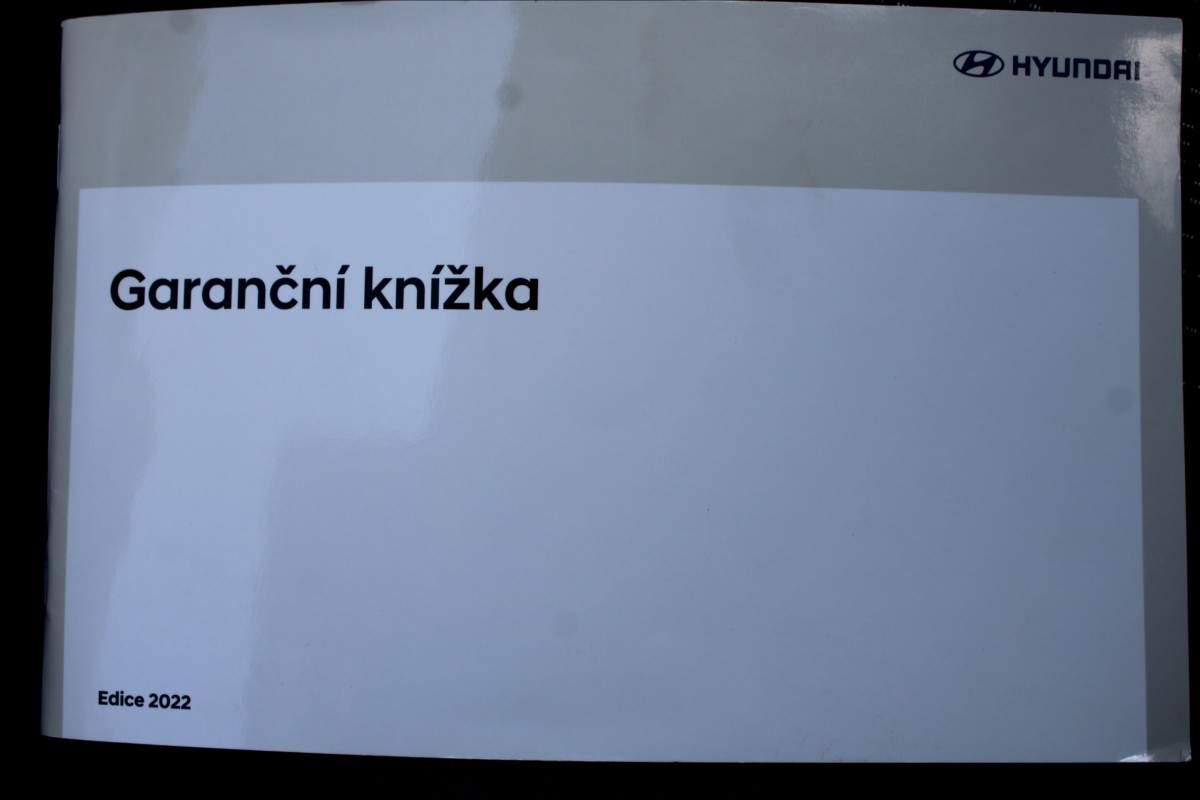 HYUNDAI
Garanční knížka
Edice 2022